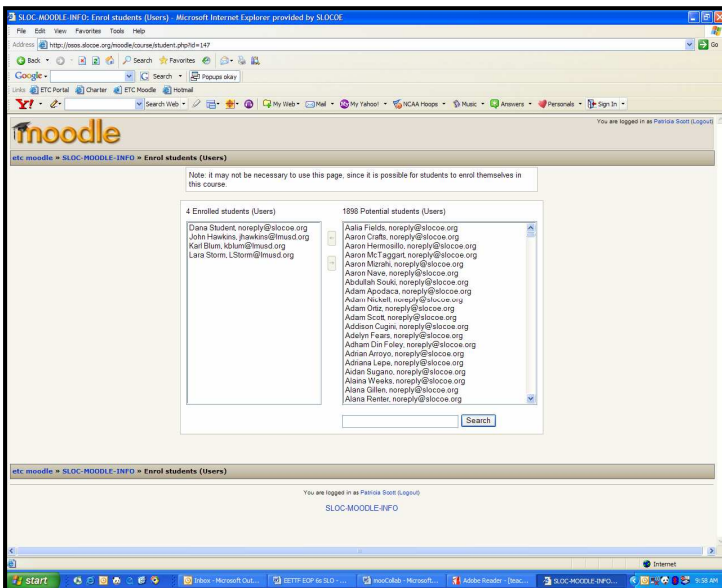 SLOC-MOODLE-INFO: Enrol students (Users) - Microsoft Internet Explorer provided by SLOCOE
File Edit View Favorites Tools Help
Address http://osos.slocoe.org/moodle/course/student.php?id=147 Go
Back Search Favorites
Google Search Popups okay
Links ETC Portal Charter ETC Moodle Hotmail
Y! Search Web My Web Mail My Yahoo! NCAA Hoops Music Answers Personals Sign In
moodle
You are logged in as Patricia Scott (Logout)
etc moodle » SLOC-MOODLE-INFO » Enrol students (Users)
Note: it may not be necessary to use this page, since it is possible for students to enrol themselves in
this course.
4 Enrolled students (Users)
Dana Student, noreply@slocoe.org
John Hawkins, jhawkins@lmusd.org
Karl Blum, kblum@lmusd.org
Lara Storm, LStorm@lmusd.org
1898 Potential students (Users)
Aalia Fields, noreply@slocoe.org
Aaron Crafts, noreply@slocoe.org
Aaron Hermosillo, noreply@slocoe.org
Aaron McTaggart, noreply@slocoe.org
Aaron Mizrahi, noreply@slocoe.org
Aaron Nave, noreply@slocoe.org
Abdullah Souki, noreply@slocoe.org
Adam Apodaca, noreply@slocoe.org
Adam Nickell, noreply@slocoe.org
Adam Ortiz, noreply@slocoe.org
Adam Scott, noreply@slocoe.org
Addison Cugini, noreply@slocoe.org
Adelyn Fears, noreply@slocoe.org
Adham Din Foley, noreply@slocoe.org
Adrian Arroyo, noreply@slocoe.org
Adriana Lepe, noreply@slocoe.org
Aidan Sugano, noreply@slocoe.org
Alaina Weeks, noreply@slocoe.org
Alana Gillen, noreply@slocoe.org
Alana Renter, noreply@slocoe.org
Search
etc moodle » SLOC-MOODLE-INFO » Enrol students (Users)
You are logged in as Patricia Scott (Logout)
SLOC-MOODLE-INFO
Internet
start Inbox - Microsoft Out... EETTF EOP 6s SLO - ... mooCollab - Microsoft... Adobe Reader - [teac... SLOC-MOODLE-INFO... 9:58 AM